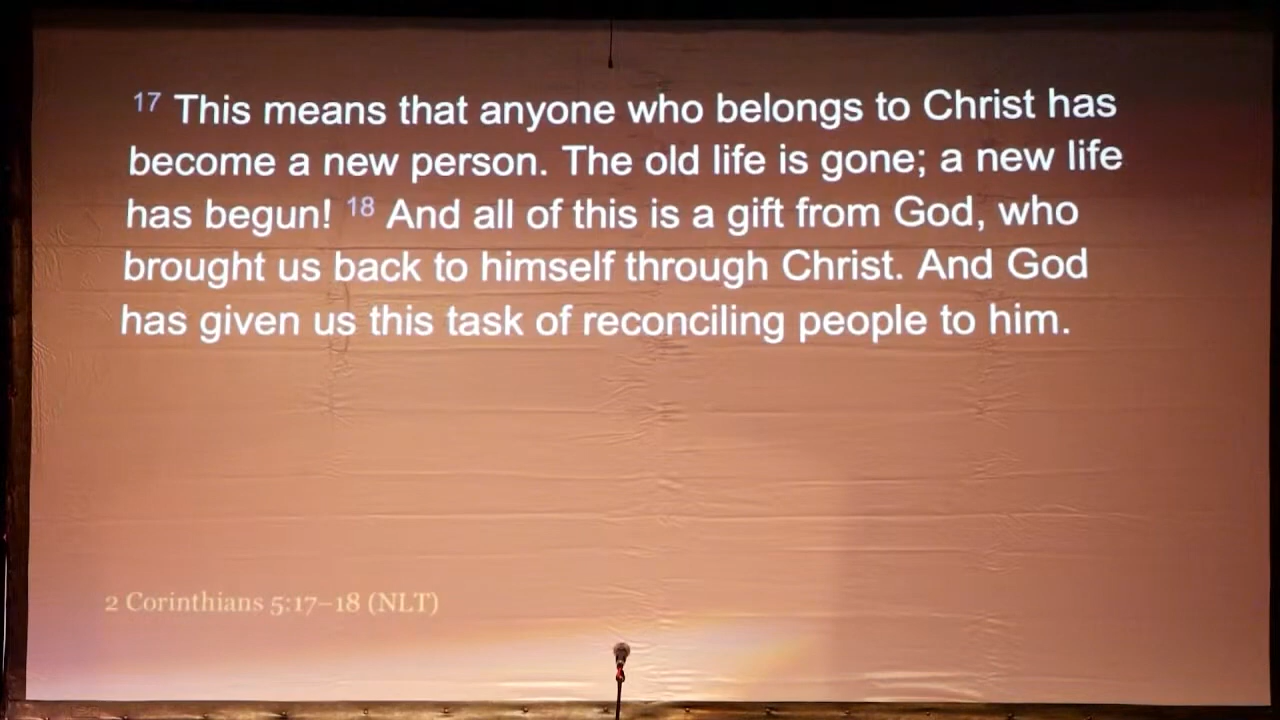 17 This means that anyone who belongs to Christ has
become a new person. The old life is gone; a new life
has begun! 18 And all of this is a gift from God, who
brought us back to himself through Christ. And God
has given us this task of reconciling people to him.
2 Corinthians 5:17–18 (NLT)